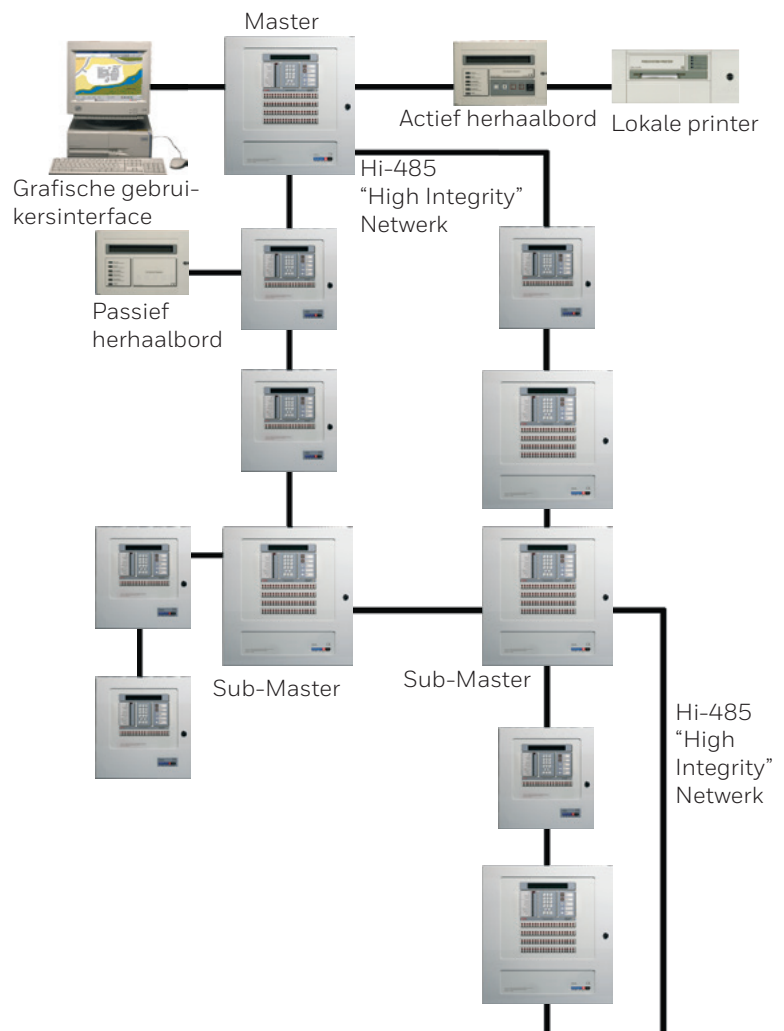 Master
Actief herhaalbord
Lokale printer
Grafische gebrui-
kersinterface
Hi-485
“High Integrity”
Netwerk
Passief
herhaalbord
Sub-Master
Sub-Master
Hi-485
“High
Integrity”
Netwerk